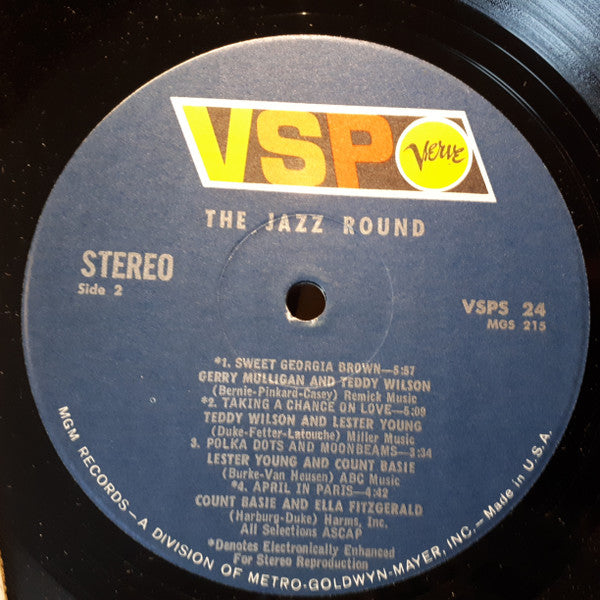 VSP Verve
THE JAZZ ROUND
STEREO
Side 2
VSPS 24
MGS 215
*1. SWEET GEORGIA BROWN—5:57
GERRY MULLIGAN AND TEDDY WILSON
(Bernie-Pinkard-Casey) Remick Music
*2. TAKING A CHANCE ON LOVE—5:09
TEDDY WILSON AND LESTER YOUNG
(Duke-Fetter-Latouche) Miller Music
3. POLKA DOTS AND MOONBEAMS—3:34
LESTER YOUNG AND COUNT BASIE
(Burke-Van Heusen) ABC Music
*4. APRIL IN PARIS—4:42
COUNT BASIE AND ELLA FITZGERALD
(Harburg-Duke) Harms, Inc.
All Selections ASCAP
*Denotes Electronically Enhanced
For Stereo Reproduction
MGM RECORDS—A DIVISION OF METRO-GOLDWYN-MAYER, INC.—Made in U.S.A.